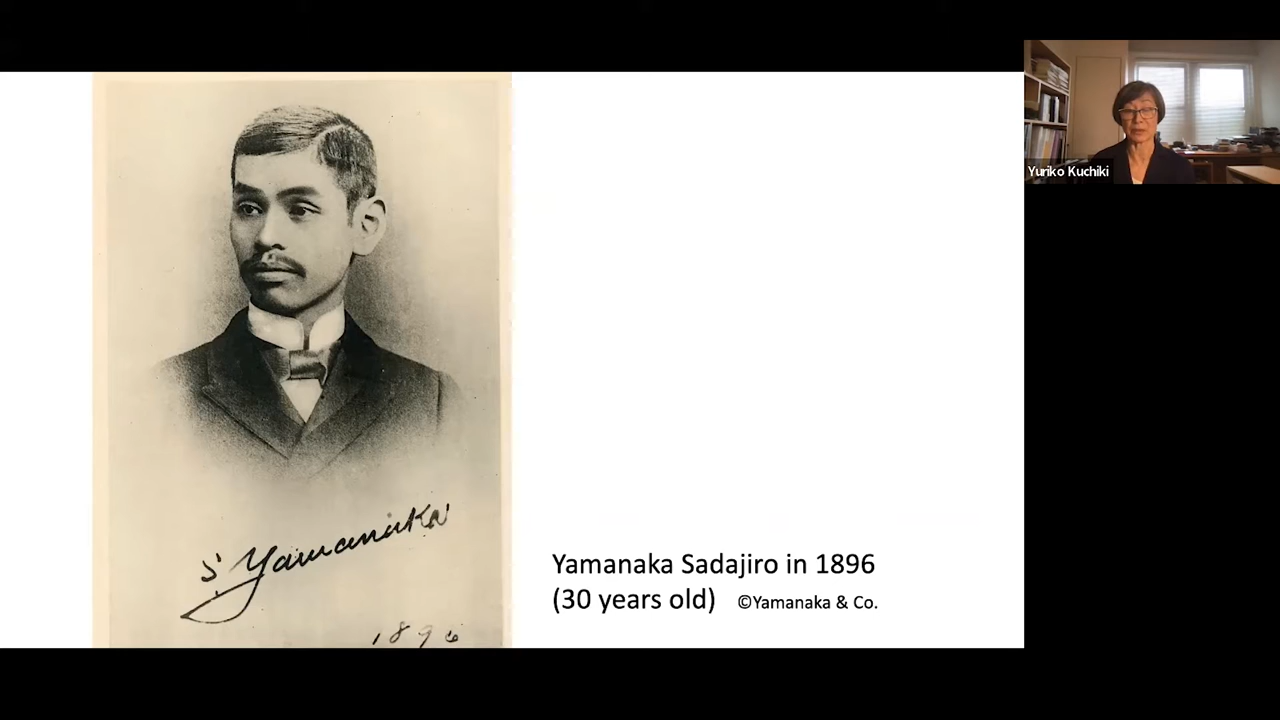 S. Yamanaka
1896
Yamanaka Sadajiro in 1896
(30 years old) ©Yamanaka & Co.
Yuriko Kuchiki